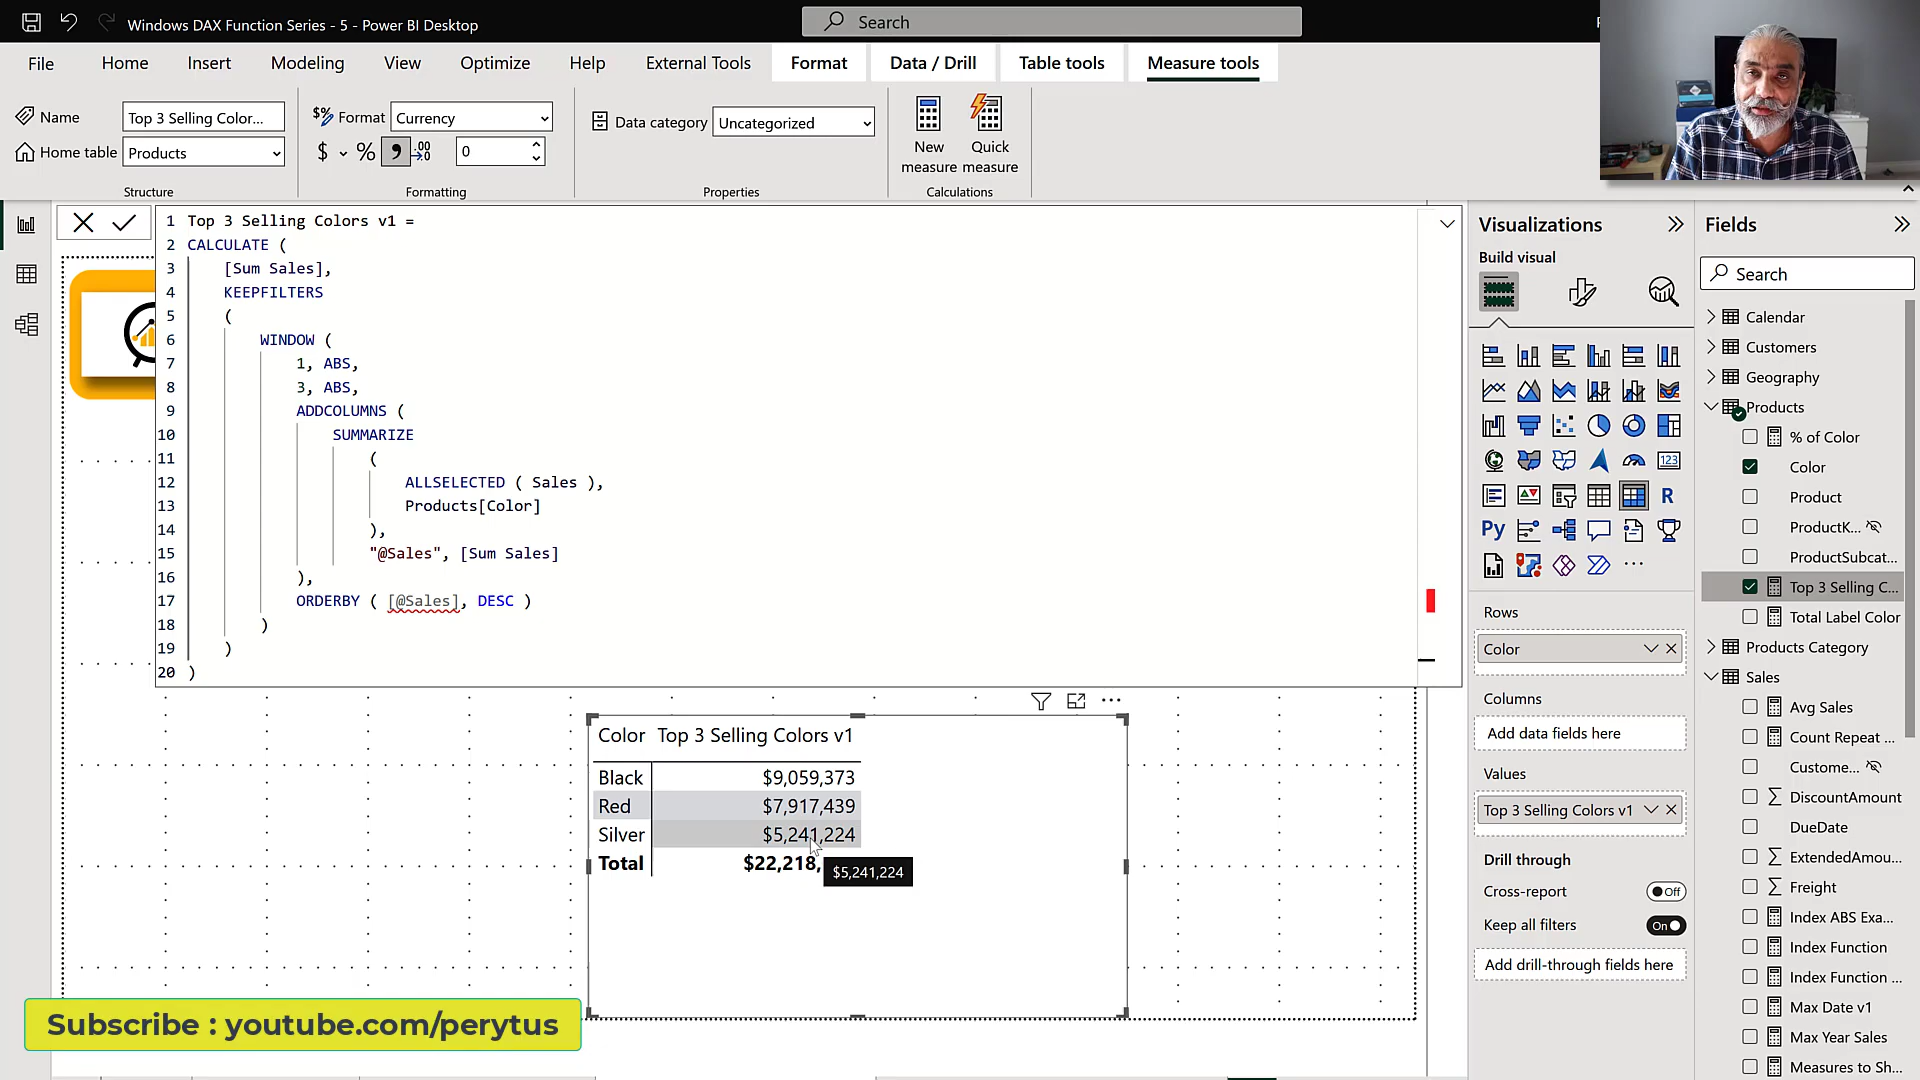 Windows DAX Function Series - 5 - Power BI Desktop
Search
File
Home
Insert
Modeling
View
Optimize
Help
External Tools
Format
Data / Drill
Table tools
Measure tools
Name
Top 3 Selling Color...
Home table
Products
Structure
$% Format
Currency
$ % , .00 →0
0
Formatting
Data category
Uncategorized
Properties
New measure
Quick measure
Calculations
1 Top 3 Selling Colors v1 =
2 CALCULATE (
3 [Sum Sales],
4 KEEPFILTERS
5 (
6 WINDOW (
7 1, ABS,
8 3, ABS,
9 ADDCOLUMNS (
10 SUMMARIZE
11 (
12 ALLSELECTED ( Sales ),
13 Products[Color]
14 ),
15 "@Sales", [Sum Sales]
16 ),
17 ORDERBY ( [@Sales], DESC )
18 )
19 )
20 )
Color Top 3 Selling Colors v1
Black $9,059,373
Red $7,917,439
Silver $5,241,224
Total $22,218,
$5,241,224
Subscribe : youtube.com/perytus
Visualizations
Build visual
123
R
Py
Rows
Color
Columns
Add data fields here
Values
Top 3 Selling Colors v1
Drill through
Cross-report
Off
Keep all filters
On
Add drill-through fields here
Fields
Search
Calendar
Customers
Geography
Products
% of Color
Color
Product
ProductK...
ProductSubcat...
Top 3 Selling C...
Total Label Color
Products Category
Sales
Avg Sales
Count Repeat ...
Custome...
DiscountAmount
DueDate
ExtendedAmou...
Freight
Index ABS Exa...
Index Function
Index Function ...
Max Date v1
Max Year Sales
Measures to Sh...